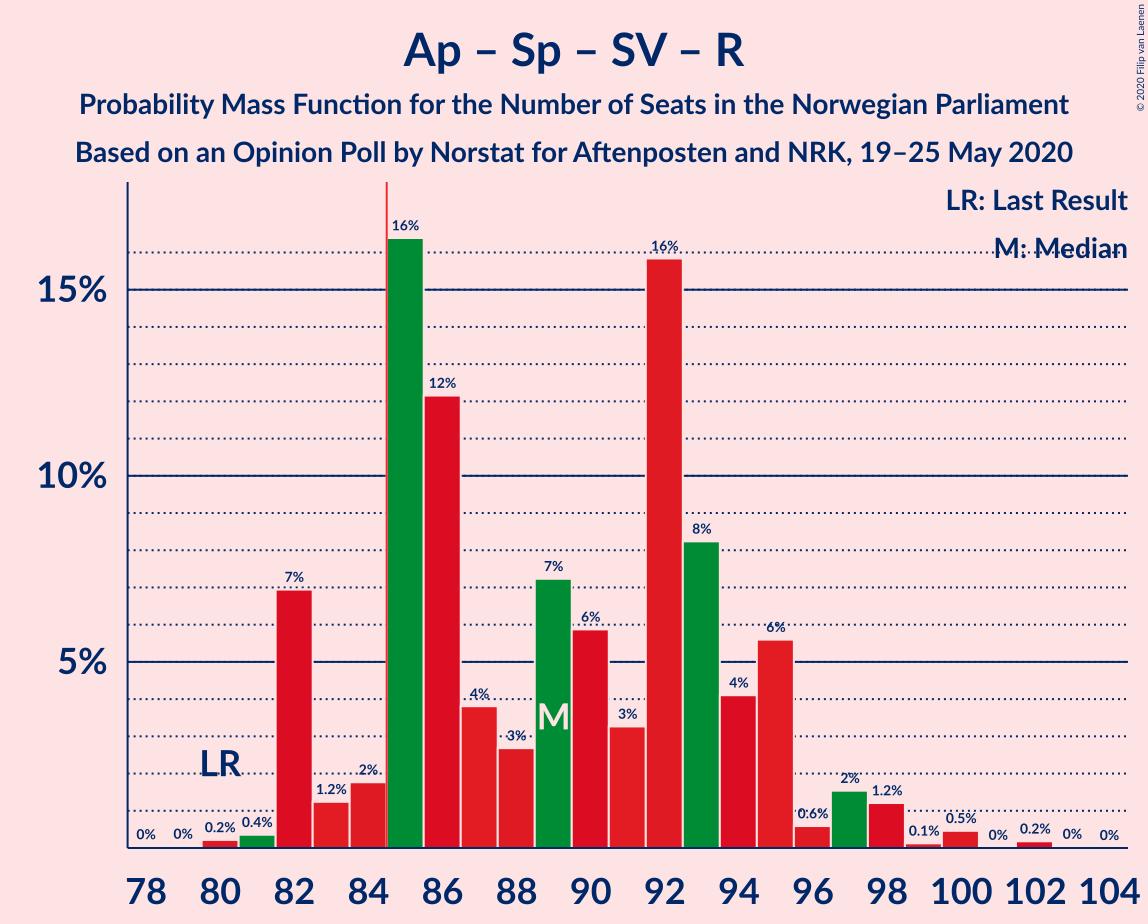 © 2020 Filip van Laenen
Ap – Sp – SV – R
Probability Mass Function for the Number of Seats in the Norwegian Parliament
Based on an Opinion Poll by Norstat for Aftenposten and NRK, 19–25 May 2020
LR: Last Result
M: Median
15%
10%
5%
0% 0% 0.2% 0.4% 7% 1.2% 2% 16% 12% 4% 3% 7% 6% 3% 16% 8% 4% 6% 0.6% 2% 1.2% 0.1% 0.5% 0% 0.2% 0% 0%
LR
M
78 80 82 84 86 88 90 92 94 96 98 100 102 104